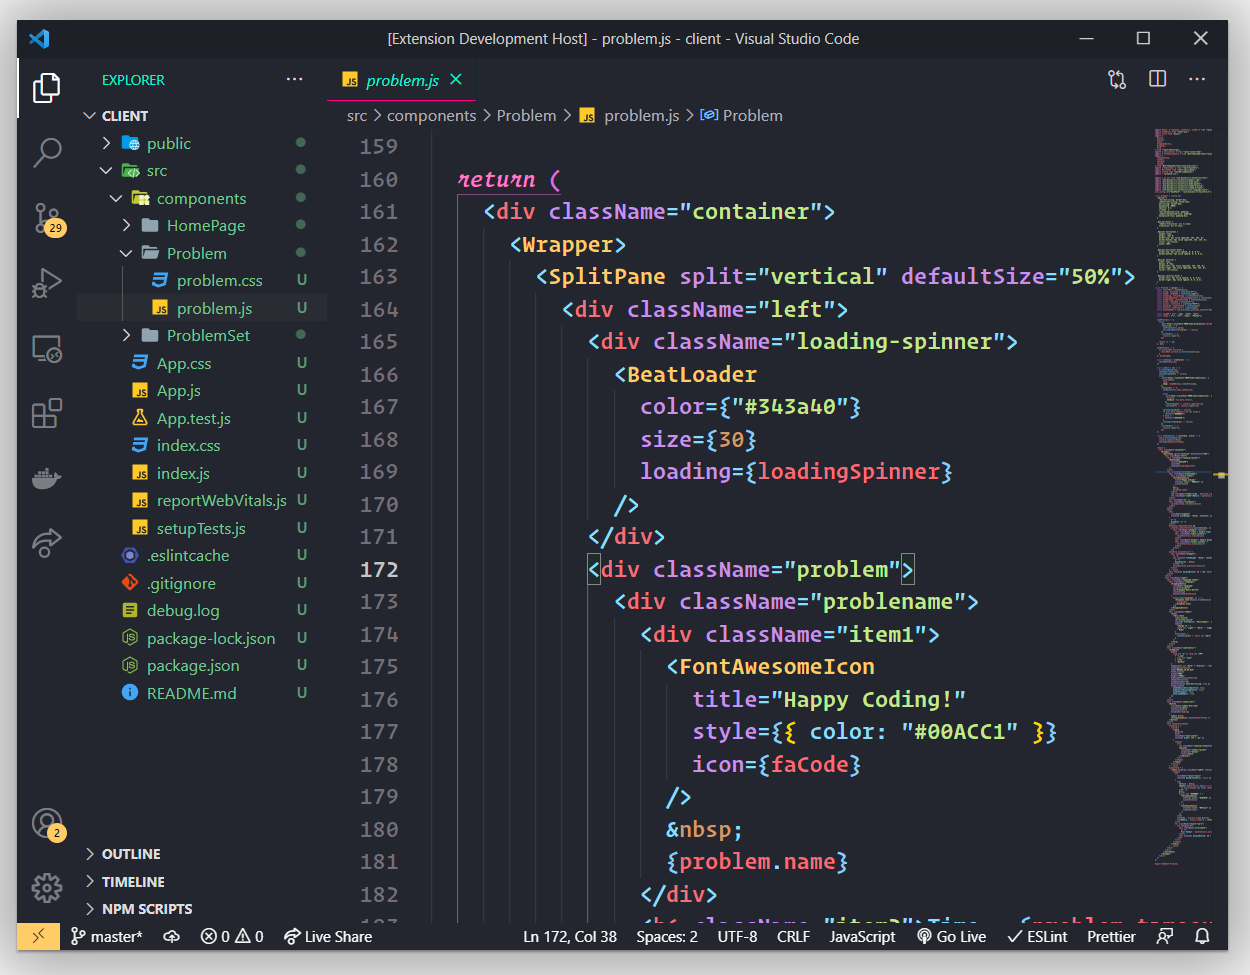 [Extension Development Host] - problem.js - client - Visual Studio Code
EXPLORER
CLIENT
public
src
components
HomePage
Problem
problem.css U
problem.js U
ProblemSet
App.css U
App.js U
App.test.js U
index.css U
index.js U
reportWebVitals.js U
setupTests.js U
.eslintcache U
.gitignore U
debug.log U
package-lock.json U
package.json U
README.md U
OUTLINE
TIMELINE
NPM SCRIPTS
29
2
JS problem.js
src > components > Problem > JS problem.js > Problem
159
160 return (
161 <div className="container">
162 <Wrapper>
163 <SplitPane split="vertical" defaultSize="50%">
164 <div className="left">
165 <div className="loading-spinner">
166 <BeatLoader
167 color={"#343a40"}
168 size={30}
169 loading={loadingSpinner}
170 />
171 </div>
172 <div className="problem">
173 <div className="problename">
174 <div className="item1">
175 <FontAwesomeIcon
176 title="Happy Coding!"
177 style={{ color: "#00ACC1" }}
178 icon={faCode}
179 />
180 &nbsp;
181 {problem.name}
182 </div>
master* 0 0 Live Share Ln 172, Col 38 Spaces: 2 UTF-8 CRLF JavaScript Go Live ESLint Prettier